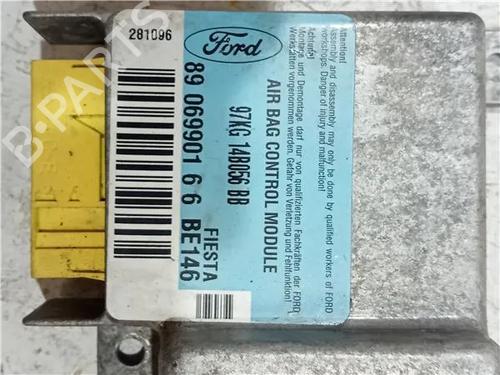 281096
Ford
AIR BAG CONTROL MODULE
97KG 14B056 BB
FIESTA
89 069901 6 6 BE146
Attention!
Assembly and disassembly may only be done by qualified workers of FORD
workshops. Danger of injury and malfunction!
Achtung!
Montage und Demontage darf nur von qualifizierten Fachkräften der FORD
Werkstätten vorgenommen werden. Gefahr von Verletzung und Fehlfunktion!
B-PARTS